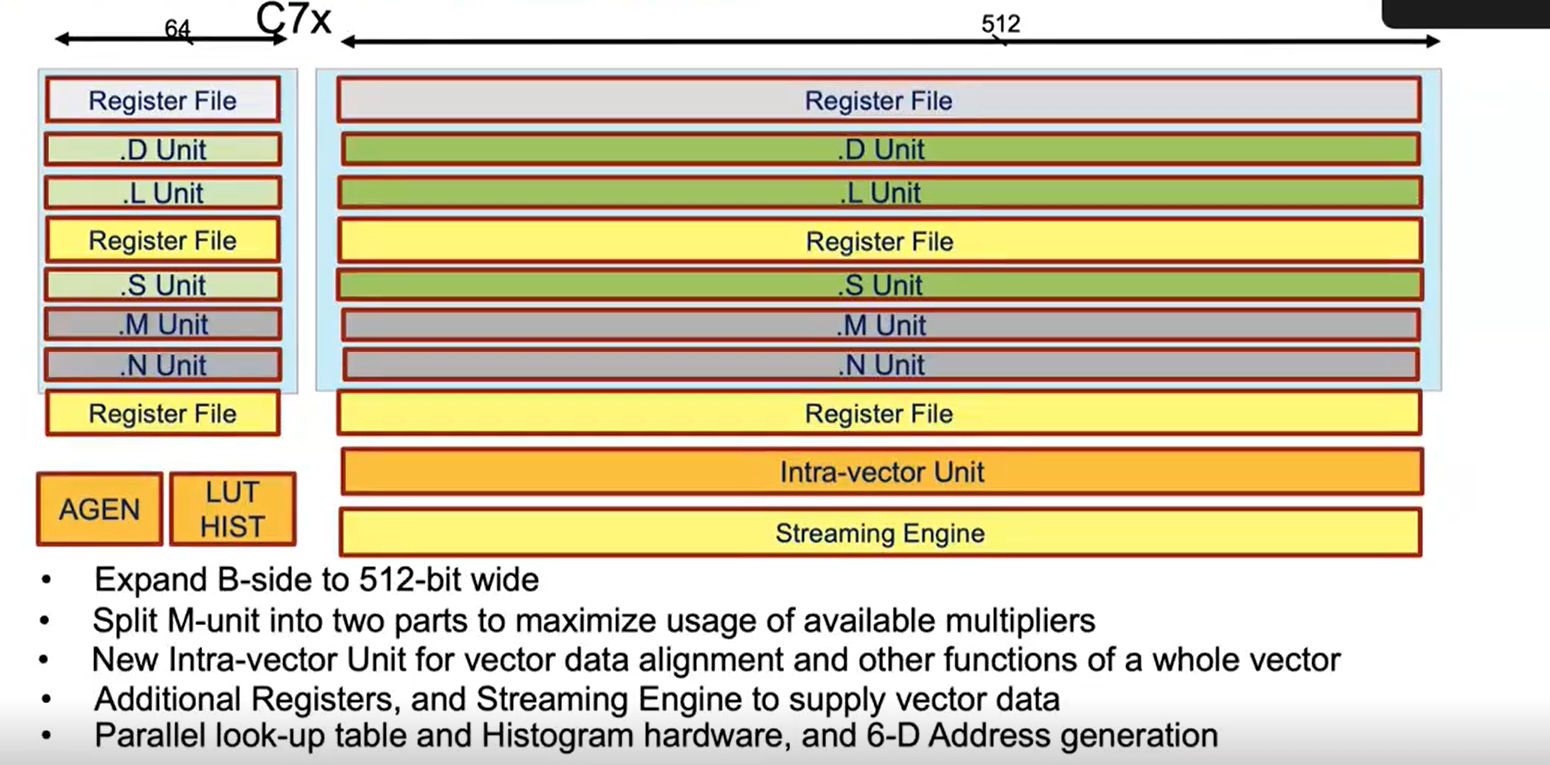 C7x
64
512
Register File
Register File
.D Unit
.D Unit
.L Unit
.L Unit
Register File
Register File
.S Unit
.S Unit
.M Unit
.M Unit
.N Unit
.N Unit
Register File
Register File
Intra-vector Unit
AGEN
LUT
HIST
Streaming Engine
• Expand B-side to 512-bit wide
• Split M-unit into two parts to maximize usage of available multipliers
• New Intra-vector Unit for vector data alignment and other functions of a whole vector
• Additional Registers, and Streaming Engine to supply vector data
• Parallel look-up table and Histogram hardware, and 6-D Address generation